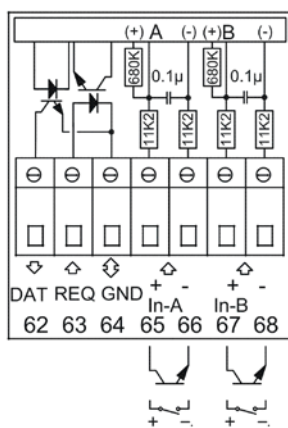 (+) A (-) (+) B (-)
680K 0.1µ 680K 0.1µ
11K2 11K2 11K2 11K2
DAT REQ GND + - + -
In-A In-B
62 63 64 65 66 67 68
+ -. + -.